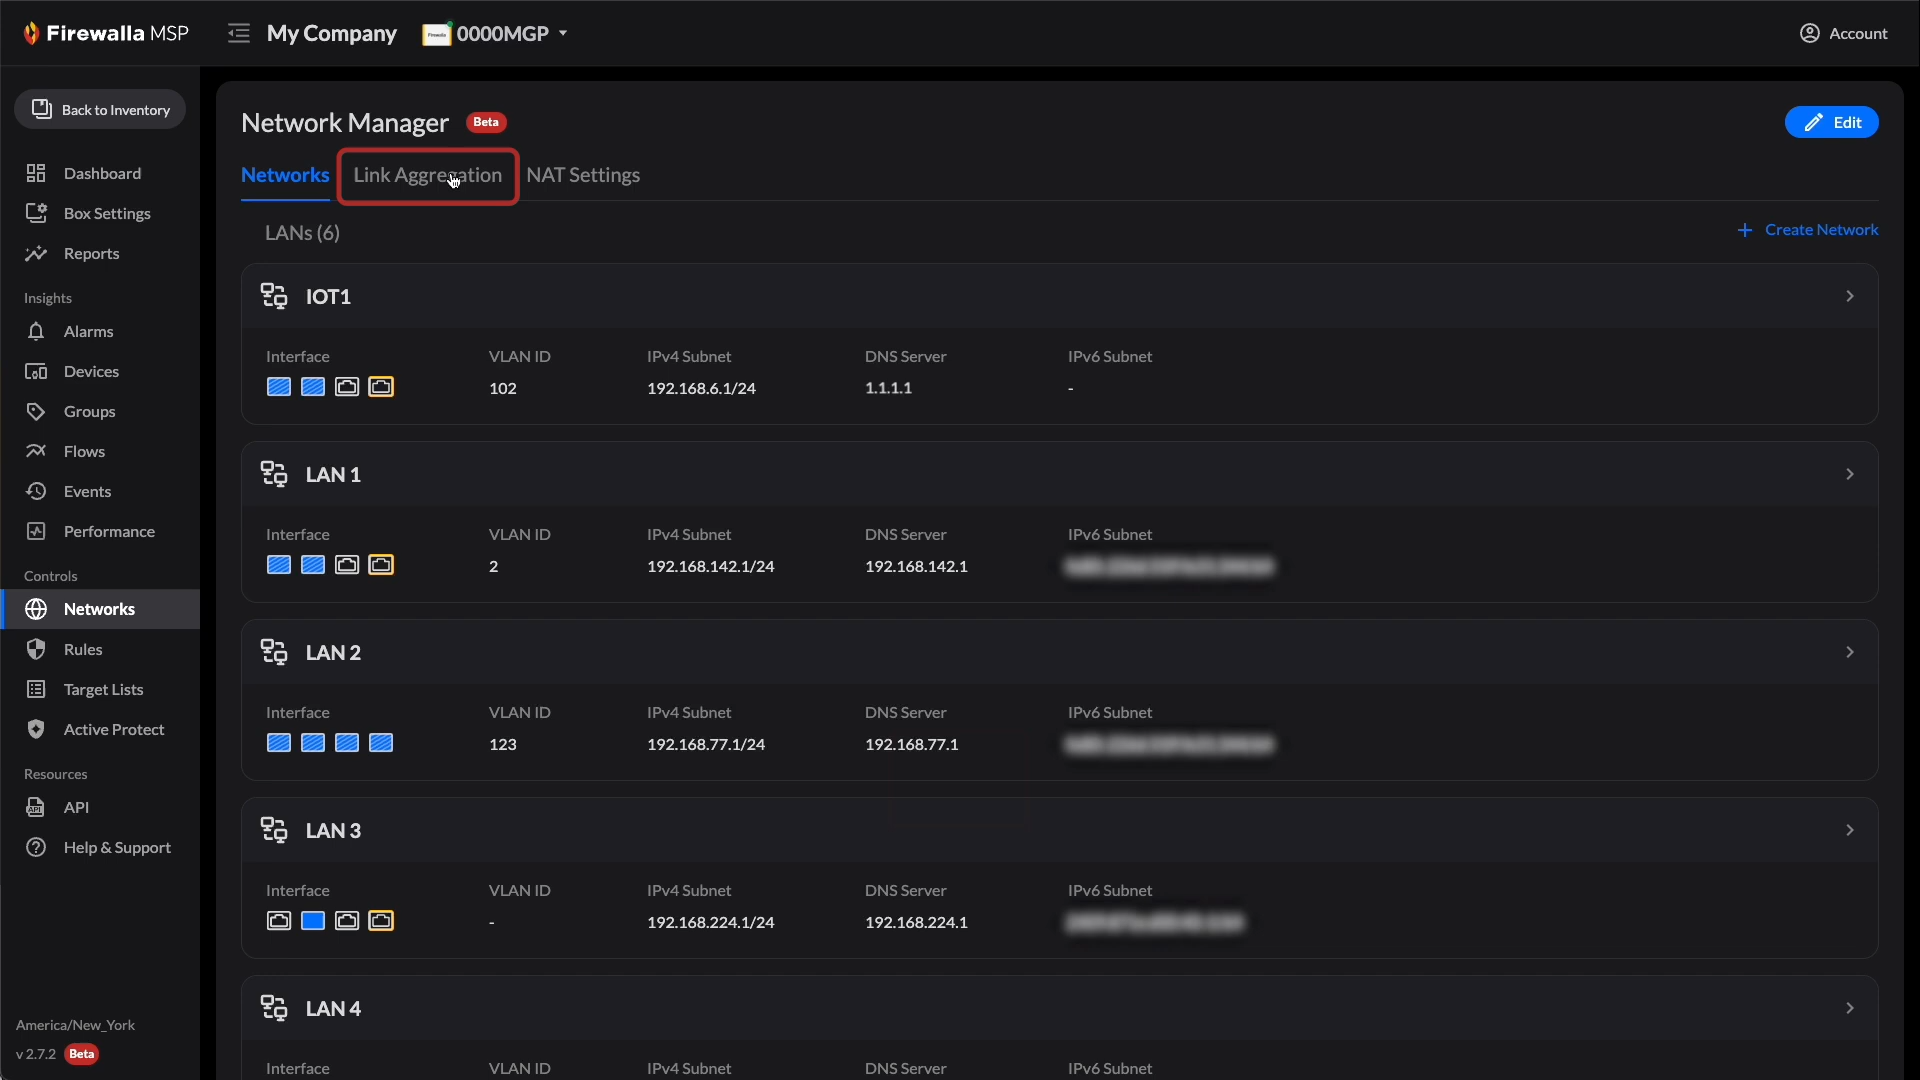 Firewalla MSP
My Company
0000MGP
Account
Back to Inventory
Dashboard
Box Settings
Reports
Insights
Alarms
Devices
Groups
Flows
Events
Performance
Controls
Networks
Rules
Target Lists
Active Protect
Resources
API
Help & Support
America/New_York
v 2.7.2 Beta
Network Manager Beta
Edit
Networks Link Aggregation NAT Settings
LANs (6)
Create Network
IOT1
Interface VLAN ID IPv4 Subnet DNS Server IPv6 Subnet
102 192.168.6.1/24 1.1.1.1 -
LAN 1
Interface VLAN ID IPv4 Subnet DNS Server IPv6 Subnet
2 192.168.142.1/24 192.168.142.1
LAN 2
Interface VLAN ID IPv4 Subnet DNS Server IPv6 Subnet
123 192.168.77.1/24 192.168.77.1
LAN 3
Interface VLAN ID IPv4 Subnet DNS Server IPv6 Subnet
- 192.168.224.1/24 192.168.224.1
LAN 4
Interface VLAN ID IPv4 Subnet DNS Server IPv6 Subnet